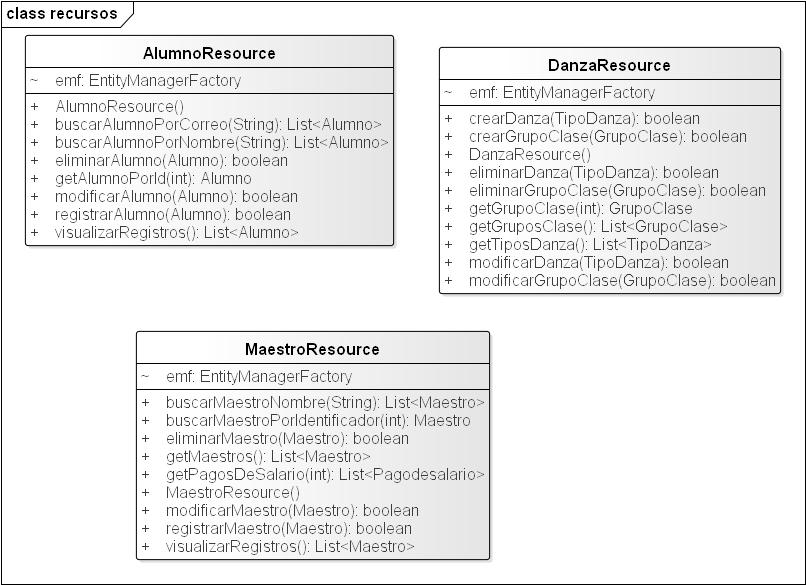 class recursos
AlumnoResource
~ emf: EntityManagerFactory
+ AlumnoResource()
+ buscarAlumnoPorCorreo(String): List<Alumno>
+ buscarAlumnoPorNombre(String): List<Alumno>
+ eliminarAlumno(Alumno): boolean
+ getAlumnoPorId(int): Alumno
+ modificarAlumno(Alumno): boolean
+ registrarAlumno(Alumno): boolean
+ visualizarRegistros(): List<Alumno>
DanzaResource
~ emf: EntityManagerFactory
+ crearDanza(TipoDanza): boolean
+ crearGrupoClase(GrupoClase): boolean
+ DanzaResource()
+ eliminarDanza(TipoDanza): boolean
+ eliminarGrupoClase(GrupoClase): boolean
+ getGrupoClase(int): GrupoClase
+ getGruposClase(): List<GrupoClase>
+ getTiposDanza(): List<TipoDanza>
+ modificarDanza(TipoDanza): boolean
+ modificarGrupoClase(GrupoClase): boolean
MaestroResource
~ emf: EntityManagerFactory
+ buscarMaestroNombre(String): List<Maestro>
+ buscarMaestroPorIdentificador(int): Maestro
+ eliminarMaestro(Maestro): boolean
+ getMaestros(): List<Maestro>
+ getPagosDeSalario(int): List<Pagodesalario>
+ MaestroResource()
+ modificarMaestro(Maestro): boolean
+ registrarMaestro(Maestro): boolean
+ visualizarRegistros(): List<Maestro>